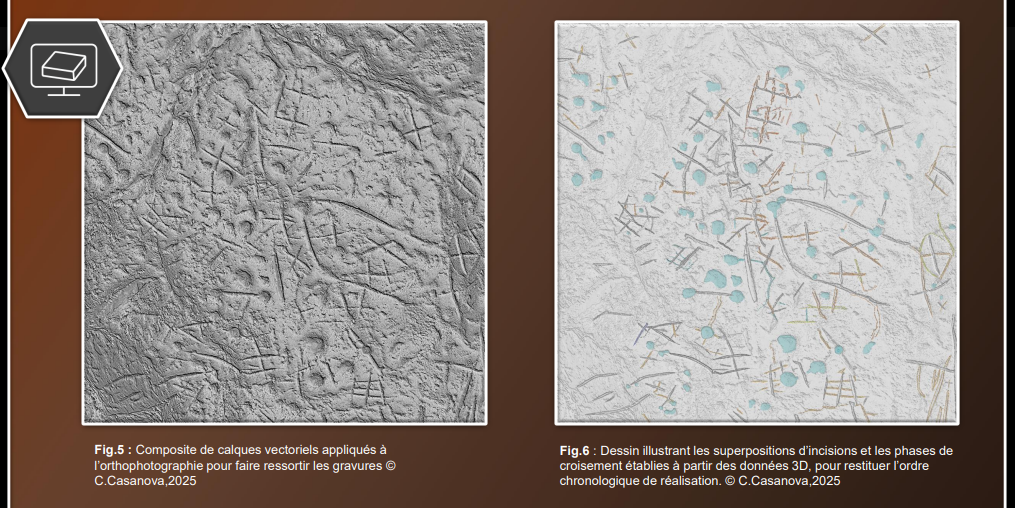 Fig.5 : Composite de calques vectoriels appliqués à
l'orthophotographie pour faire ressortir les gravures ©
C.Casanova,2025
Fig.6 : Dessin illustrant les superpositions d'incisions et les phases de
croisement établies à partir des données 3D, pour restituer l'ordre
chronologique de réalisation. © C.Casanova,2025